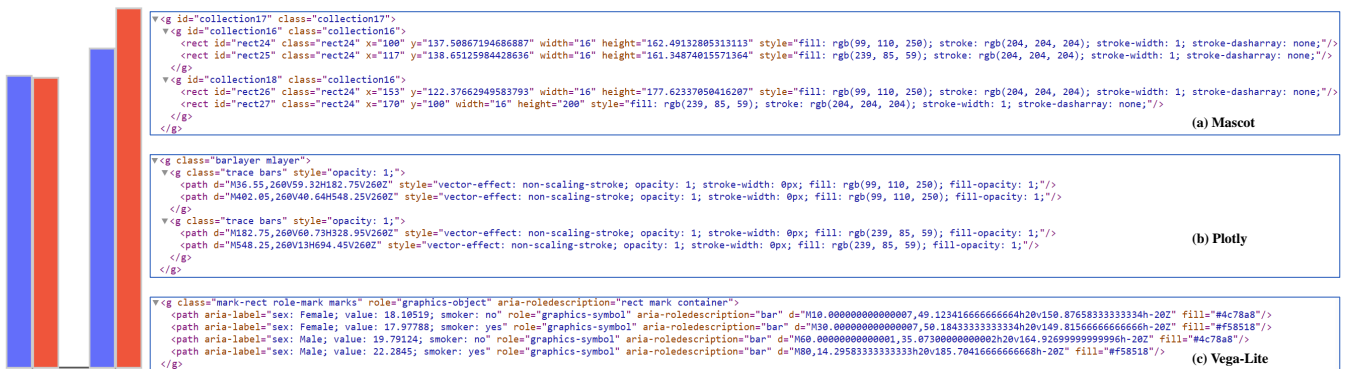 ▼<g id="collection17" class="collection17">
▼<g id="collection16" class="collection16">
<rect id="rect24" class="rect24" x="100" y="137.50867194686887" width="16" height="162.49132805313113" style="fill: rgb(99, 110, 250); stroke: rgb(204, 204, 204); stroke-width: 1; stroke-dasharray: none;"/>
<rect id="rect25" class="rect24" x="117" y="138.65125984428636" width="16" height="161.34874015571364" style="fill: rgb(239, 85, 59); stroke: rgb(204, 204, 204); stroke-width: 1; stroke-dasharray: none;"/>
</g>
▼<g id="collection18" class="collection16">
<rect id="rect26" class="rect24" x="153" y="122.37662949583793" width="16" height="177.62337050416207" style="fill: rgb(99, 110, 250); stroke: rgb(204, 204, 204); stroke-width: 1; stroke-dasharray: none;"/>
<rect id="rect27" class="rect24" x="170" y="100" width="16" height="200" style="fill: rgb(239, 85, 59); stroke: rgb(204, 204, 204); stroke-width: 1; stroke-dasharray: none;"/>
</g>
</g>
(a) Mascot
▼<g class="barlayer mlayer">
▼<g class="trace bars" style="opacity: 1;">
<path d="M36.55,260V59.32H182.75V260Z" style="vector-effect: non-scaling-stroke; opacity: 1; stroke-width: 0px; fill: rgb(99, 110, 250); fill-opacity: 1;"/>
<path d="M402.05,260V40.64H548.25V260Z" style="vector-effect: non-scaling-stroke; opacity: 1; stroke-width: 0px; fill: rgb(99, 110, 250); fill-opacity: 1;"/>
</g>
▼<g class="trace bars" style="opacity: 1;">
<path d="M182.75,260V60.73H328.95V260Z" style="vector-effect: non-scaling-stroke; opacity: 1; stroke-width: 0px; fill: rgb(239, 85, 59); fill-opacity: 1;"/>
<path d="M548.25,260V13H694.45V260Z" style="vector-effect: non-scaling-stroke; opacity: 1; stroke-width: 0px; fill: rgb(239, 85, 59); fill-opacity: 1;"/>
</g>
</g>
(b) Plotly
▼<g class="mark-rect role-mark marks" role="graphics-object" aria-roledescription="rect mark container">
<path aria-label="sex: Female; value: 18.10519; smoker: no" role="graphics-symbol" aria-roledescription="bar" d="M10.000000000000007,49.123416666666664h20v150.87658333333334h-20Z" fill="#4c78a8"/>
<path aria-label="sex: Female; value: 17.97788; smoker: yes" role="graphics-symbol" aria-roledescription="bar" d="M30.000000000000007,50.18433333333334h20v149.81566666666666h-20Z" fill="#f58518"/>
<path aria-label="sex: Male; value: 19.79124; smoker: no" role="graphics-symbol" aria-roledescription="bar" d="M60.00000000000001,35.07300000000002h20v164.92699999999996h-20Z" fill="#4c78a8"/>
<path aria-label="sex: Male; value: 22.2845; smoker: yes" role="graphics-symbol" aria-roledescription="bar" d="M80,14.29583333333333h20v185.70416666666668h-20Z" fill="#f58518"/>
</g>
(c) Vega-Lite